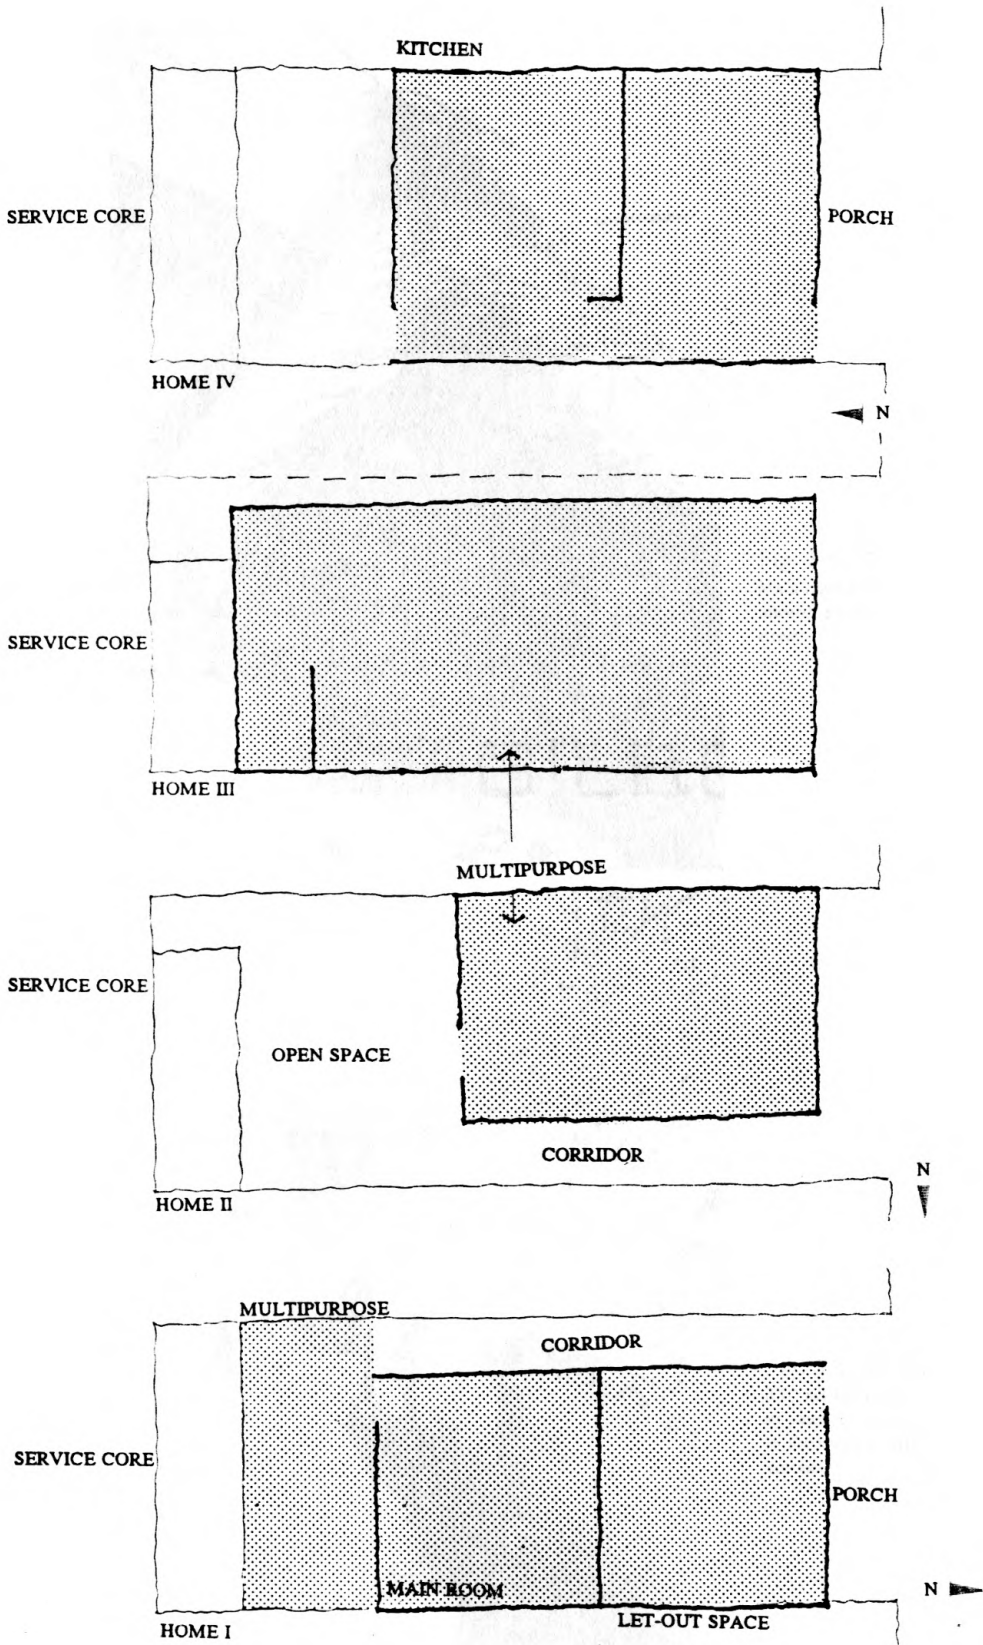 KITCHEN
SERVICE CORE
PORCH
HOME IV
N
SERVICE CORE
HOME III
MULTIPURPOSE
SERVICE CORE
OPEN SPACE
CORRIDOR
N
HOME II
MULTIPURPOSE
CORRIDOR
SERVICE CORE
PORCH
MAIN ROOM
N
LET-OUT SPACE
HOME I